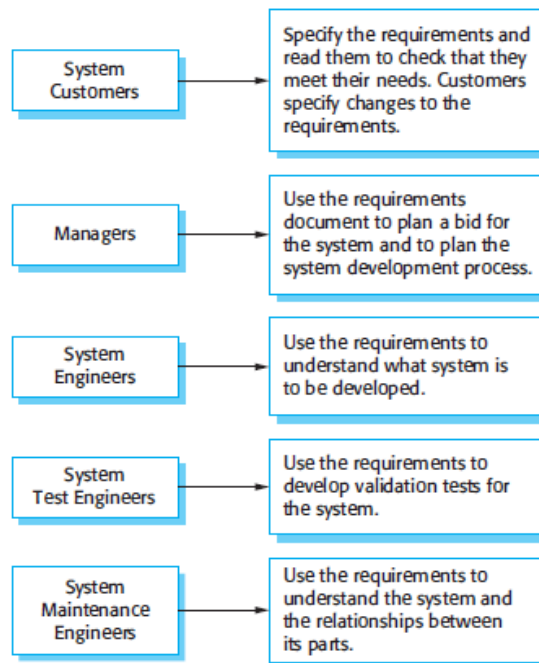 System
Customers
Specify the requirements and
read them to check that they
meet their needs. Customers
specify changes to the
requirements.
Managers
Use the requirements
document to plan a bid for
the system and to plan the
system development process.
System
Engineers
Use the requirements to
understand what system is
to be developed.
System
Test Engineers
Use the requirements to
develop validation tests for
the system.
System
Maintenance
Engineers
Use the requirements to
understand the system and
the relationships between
its parts.